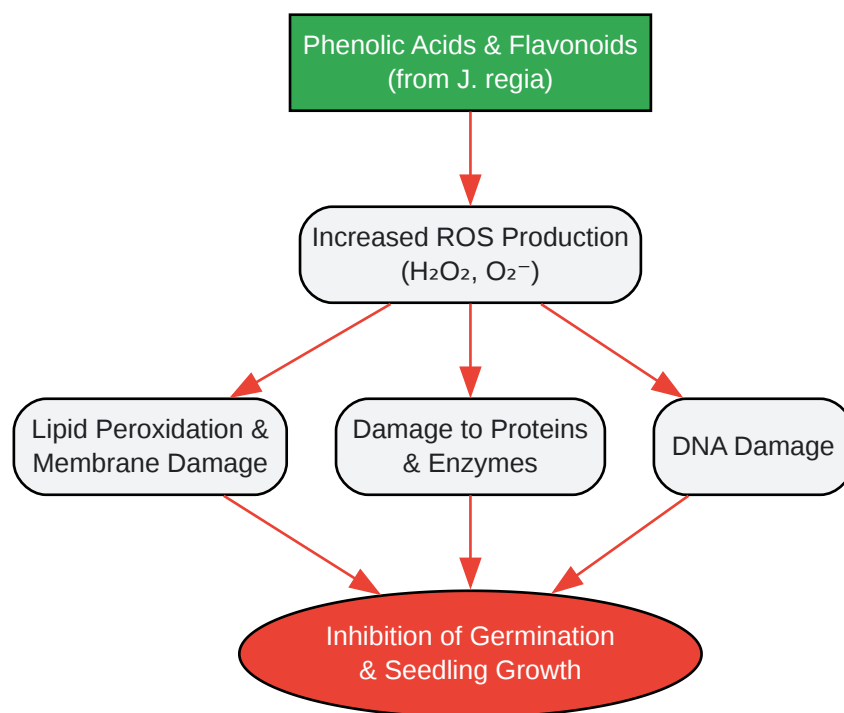 Phenolic Acids & Flavonoids
(from J. regia)
Increased ROS Production
(H₂O₂, O₂⁻)
Lipid Peroxidation &
Membrane Damage
Damage to Proteins
& Enzymes
DNA Damage
Inhibition of Germination
& Seedling Growth